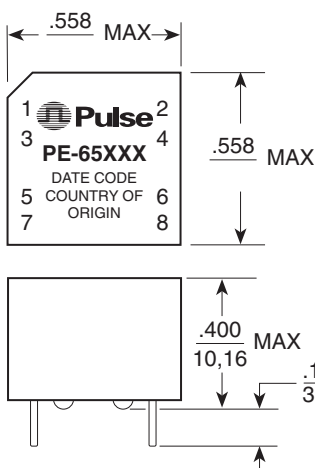 .558 MAX
1 Pulse 2
3 4
PE-65XXX
.558 MAX
DATE CODE
5 COUNTRY OF 6
7 ORIGIN 8
.400 MAX
10,16